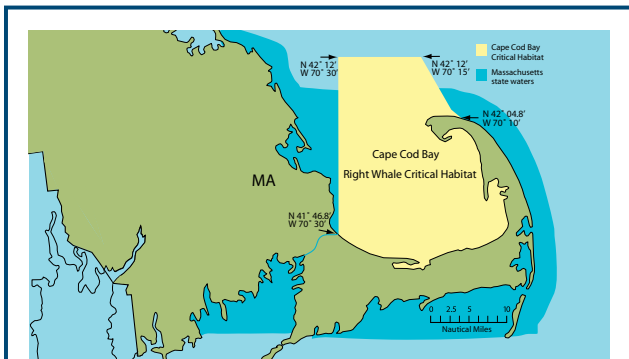 N 42˚ 12′
W 70˚ 30′
N 42˚ 12′
W 70˚ 15′
Cape Cod Bay
Critical Habitat
Massachusetts
state waters
N 42˚ 04.8′
W 70˚ 10′
Cape Cod Bay
Right Whale Critical Habitat
MA
N 41˚ 46.8′
W 70˚ 30′
0 2.5 5 10
Nautical Miles